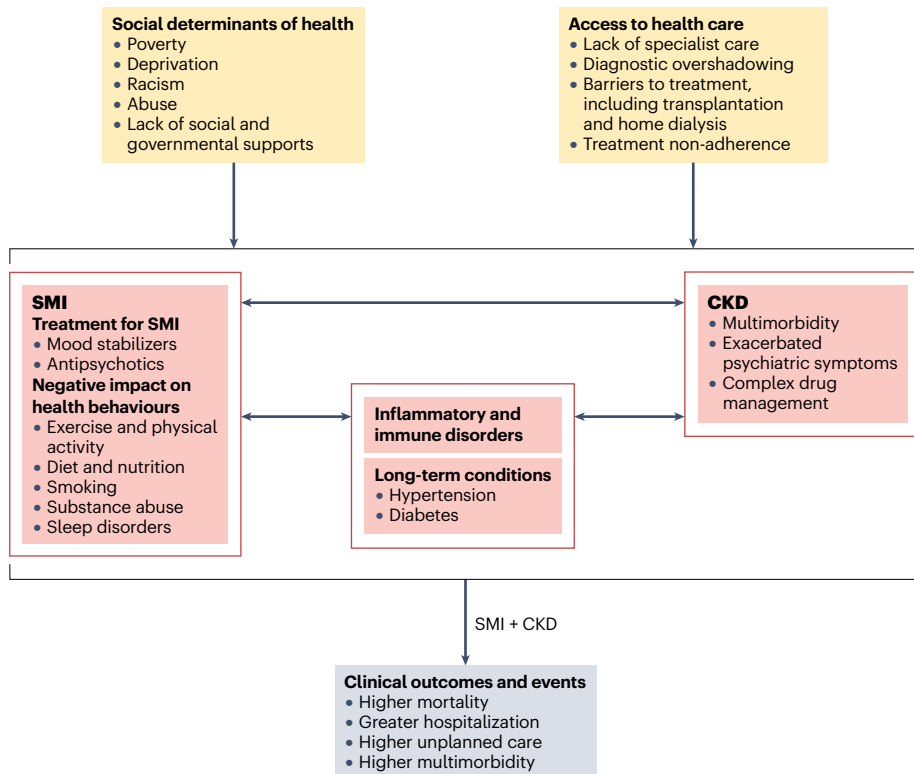 Social determinants of health
• Poverty
• Deprivation
• Racism
• Abuse
• Lack of social and
governmental supports
Access to health care
• Lack of specialist care
• Diagnostic overshadowing
• Barriers to treatment,
including transplantation
and home dialysis
• Treatment non-adherence
SMI
Treatment for SMI
• Mood stabilizers
• Antipsychotics
Negative impact on
health behaviours
• Exercise and physical
activity
• Diet and nutrition
• Smoking
• Substance abuse
• Sleep disorders
Inflammatory and
immune disorders
Long-term conditions
• Hypertension
• Diabetes
CKD
• Multimorbidity
• Exacerbated
psychiatric symptoms
• Complex drug
management
SMI + CKD
Clinical outcomes and events
• Higher mortality
• Greater hospitalization
• Higher unplanned care
• Higher multimorbidity